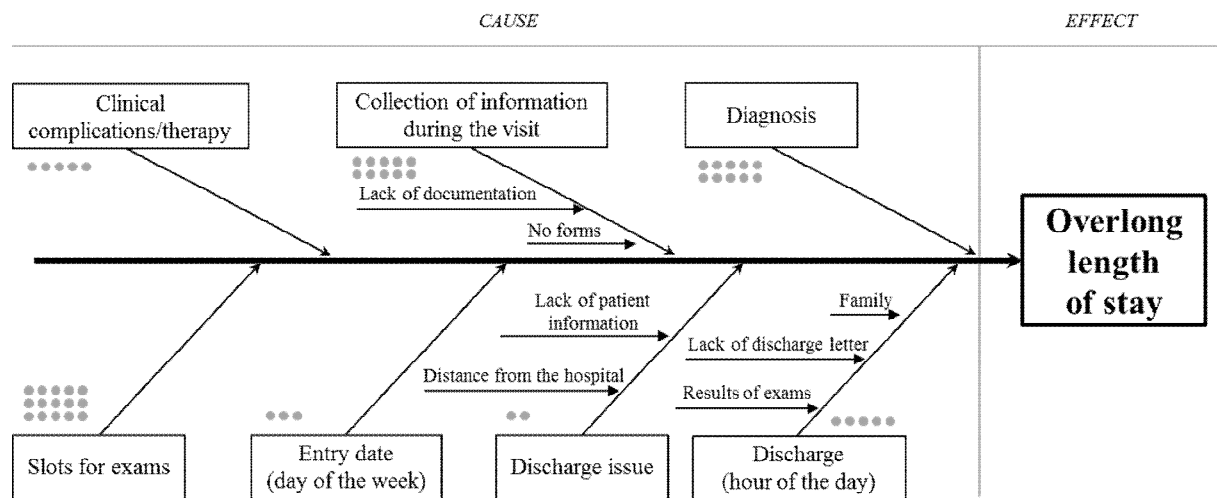 CAUSE
EFFECT
Clinical
complications/therapy
Collection of information
during the visit
Diagnosis
Lack of documentation
No forms
Overlong
length
of stay
Lack of patient
information
Family
Lack of discharge letter
Distance from the hospital
Results of exams
Slots for exams
Entry date
(day of the week)
Discharge issue
Discharge
(hour of the day)